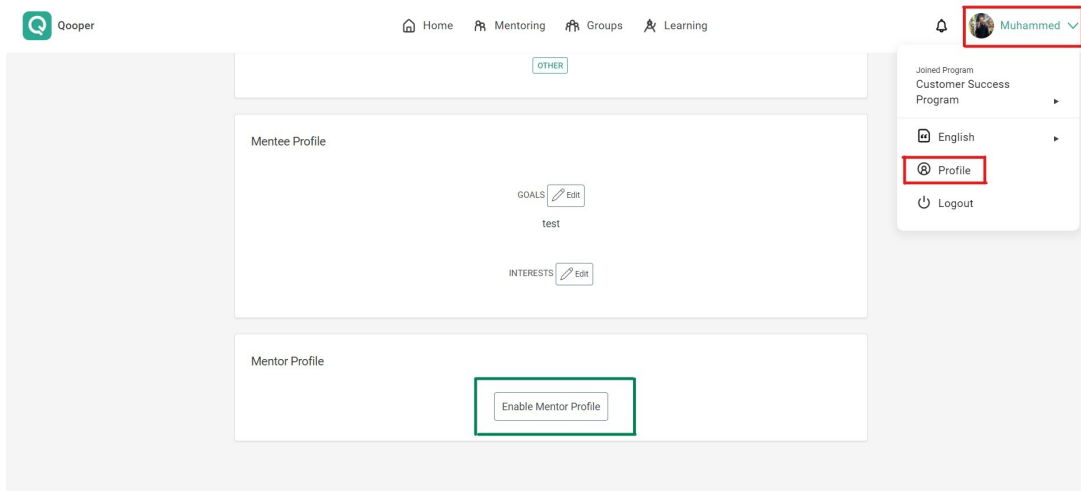 Qooper
Home Mentoring Groups Learning
Muhammed
OTHER
Joined Program
Customer Success
Program
English
Profile
Logout
Mentee Profile
GOALS Edit
test
INTERESTS Edit
Mentor Profile
Enable Mentor Profile